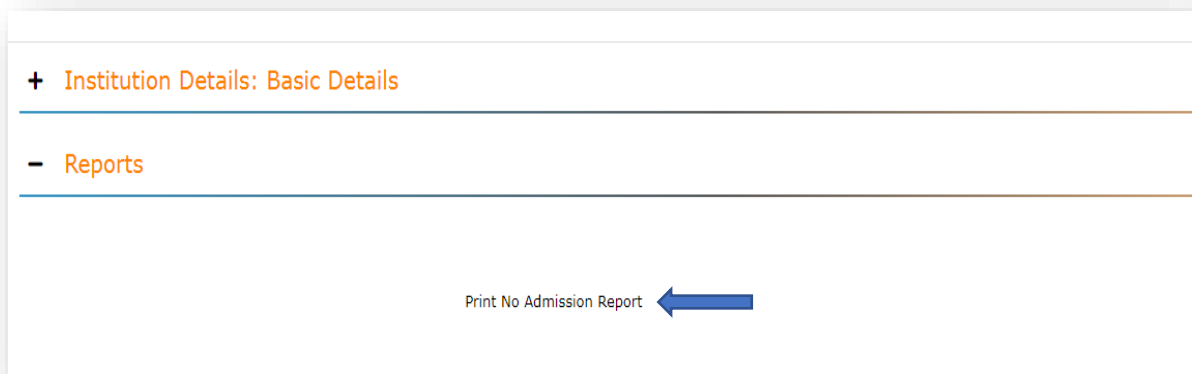 + Institution Details: Basic Details
− Reports
Print No Admission Report